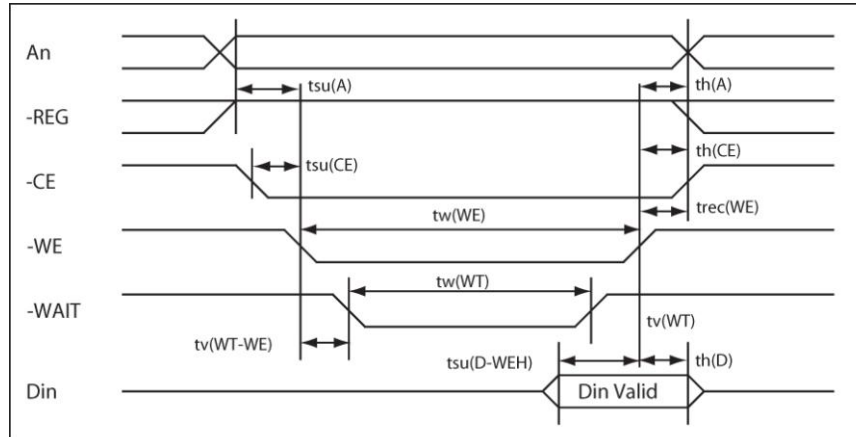 An
tsu(A)
th(A)
-REG
th(CE)
-CE
tsu(CE)
trec(WE)
tw(WE)
-WE
tw(WT)
-WAIT
tv(WT)
tv(WT-WE)
tsu(D-WEH)
th(D)
Din
Din Valid